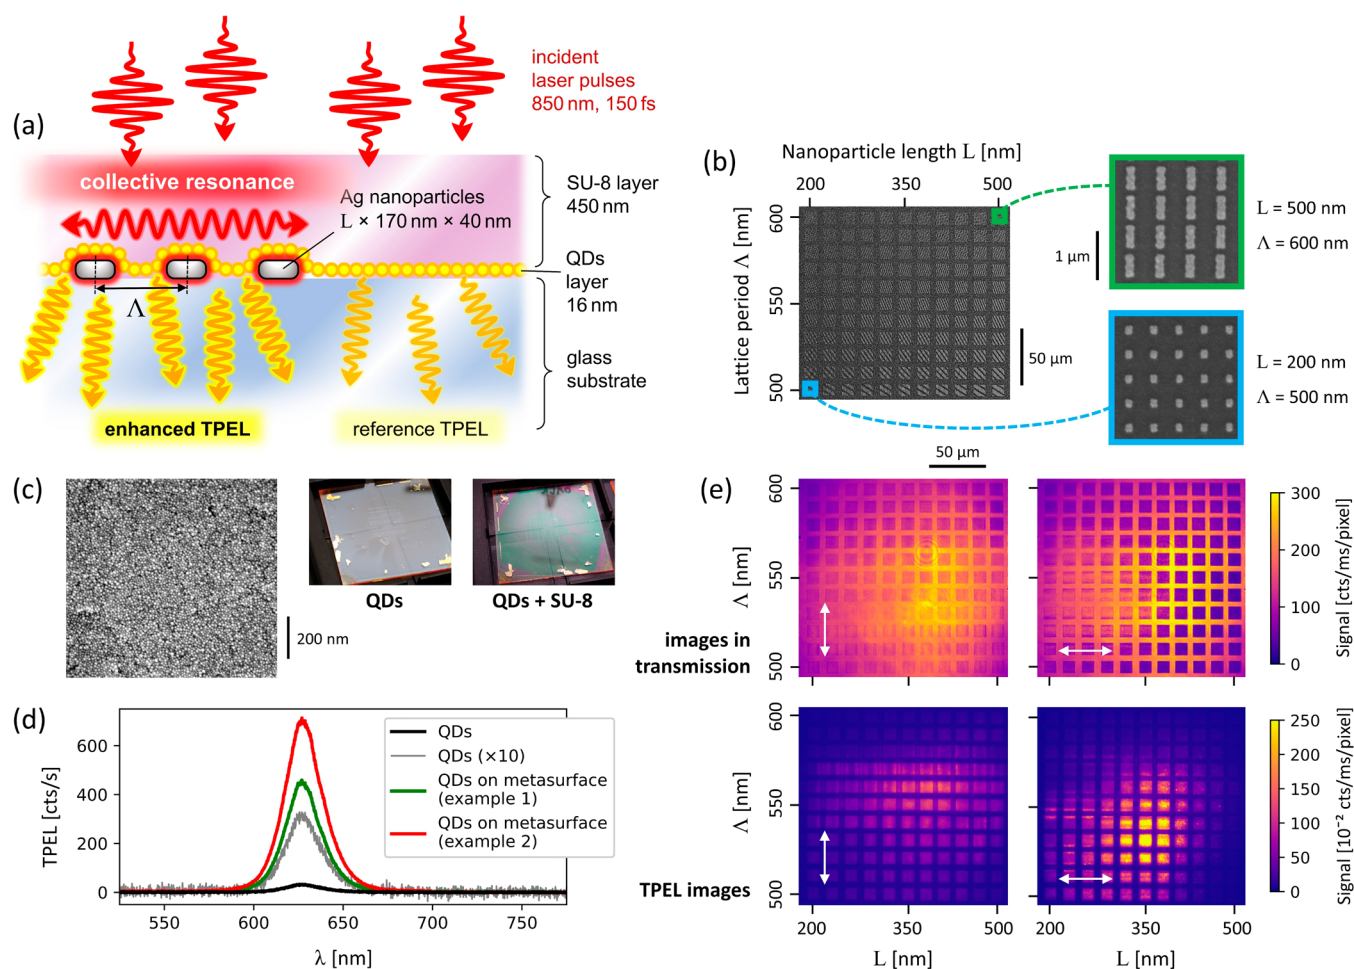 (a)
incident
laser pulses
850 nm, 150 fs
collective resonance
Ag nanoparticles
L × 170 nm × 40 nm
SU-8 layer
450 nm
QDs
layer
16 nm
Λ
glass
substrate
enhanced TPEL
reference TPEL
(b)
Nanoparticle length L [nm]
200
350
500
Lattice period Λ [nm]
600
550
500
50 µm
1 µm
L = 500 nm
Λ = 600 nm
L = 200 nm
Λ = 500 nm
(c)
200 nm
QDs
QDs + SU-8
(d)
TPEL [cts/s]
600
400
200
0
QDs
QDs (×10)
QDs on metasurface
(example 1)
QDs on metasurface
(example 2)
550
600
650
700
750
λ [nm]
(e)
50 µm
Λ [nm]
600
550
500
images in
transmission
300
200
100
0
Signal [cts/ms/pixel]
Λ [nm]
600
550
500
TPEL images
200
350
500
L [nm]
200
350
500
L [nm]
250
200
150
100
50
0
Signal [10⁻² cts/ms/pixel]